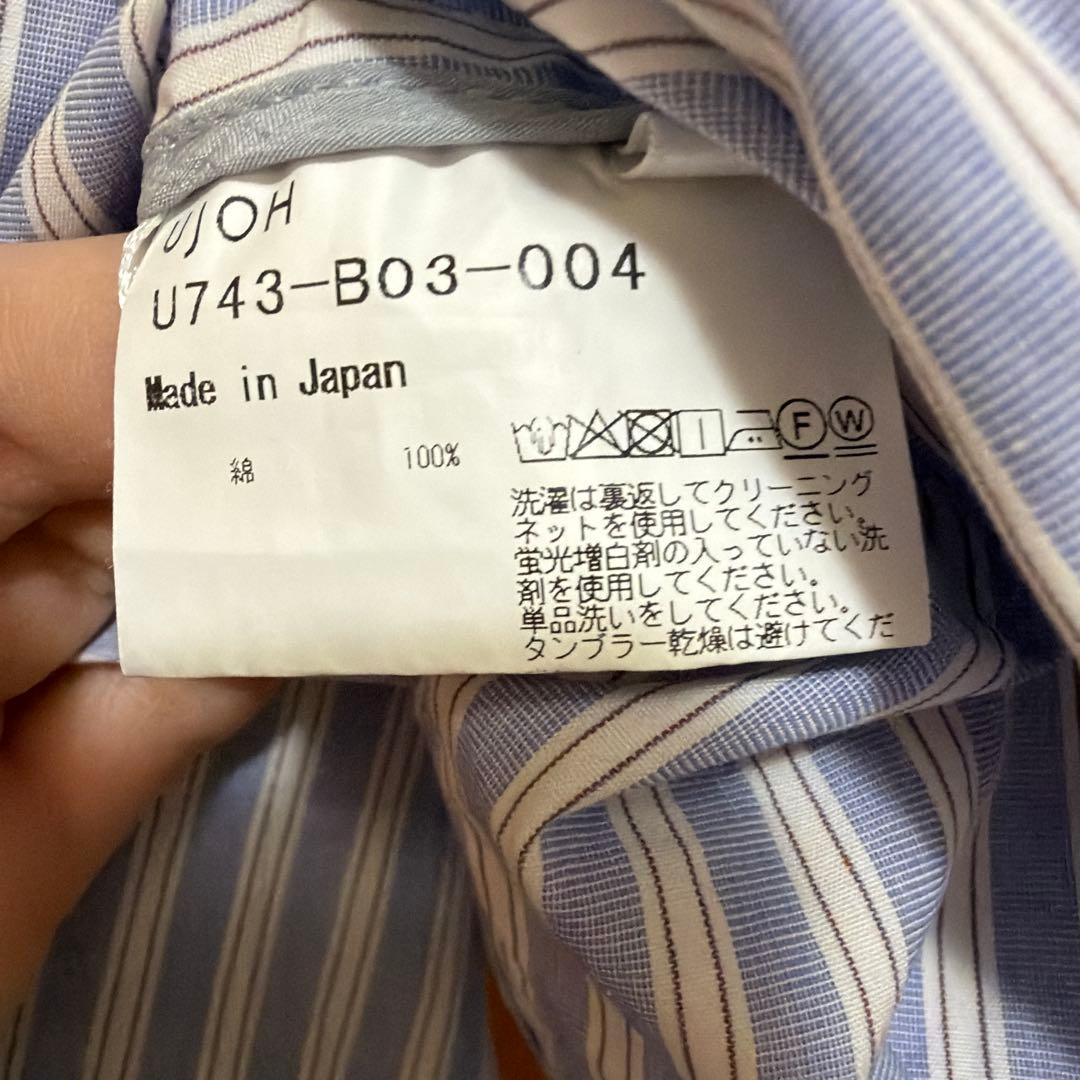 UJOH
U743-B03-004
Made in Japan
綿 100%
F W
洗濯は裏返してクリーニング
ネットを使用してください。
蛍光増白剤の入っていない洗
剤を使用してください。
単品洗いをしてください。
タンブラー乾燥は避けてくだ